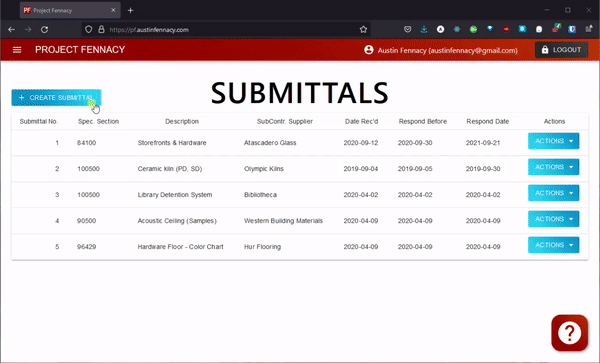 PF Project Fennacy
https://pf.austinfennacy.com
PROJECT FENNACY
Austin Fennacy (austinfennacy@gmail.com)
LOGOUT
SUBMITTALS
+ CREATE SUBMITTAL
Submittal No. Spec. Section Description SubContr. Supplier Date Rec'd Respond Before Respond Date Actions
1 84100 Storefronts & Hardware Atascadero Glass 2020-09-12 2020-09-30 2021-09-21 ACTIONS
2 100500 Ceramic kiln (PD, SD) Olympic Kilns 2019-09-04 2019-09-05 2019-09-30 ACTIONS
3 100500 Library Detention System Bibliotheca 2020-04-02 2020-04-02 2020-04-02 ACTIONS
4 90500 Acoustic Ceiling (Samples) Western Building Materials 2020-04-09 2020-04-09 2020-04-09 ACTIONS
5 96429 Hardware Floor - Color Chart Hur Flooring 2020-04-09 2020-04-09 2020-04-09 ACTIONS
?